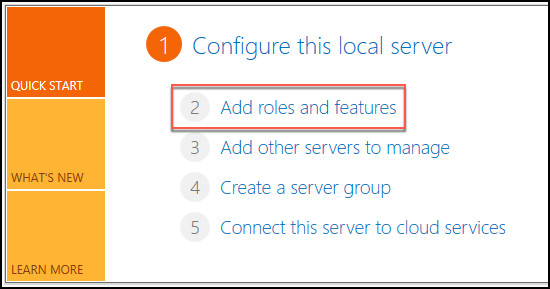 QUICK START
WHAT'S NEW
LEARN MORE
1 Configure this local server
2 Add roles and features
3 Add other servers to manage
4 Create a server group
5 Connect this server to cloud services